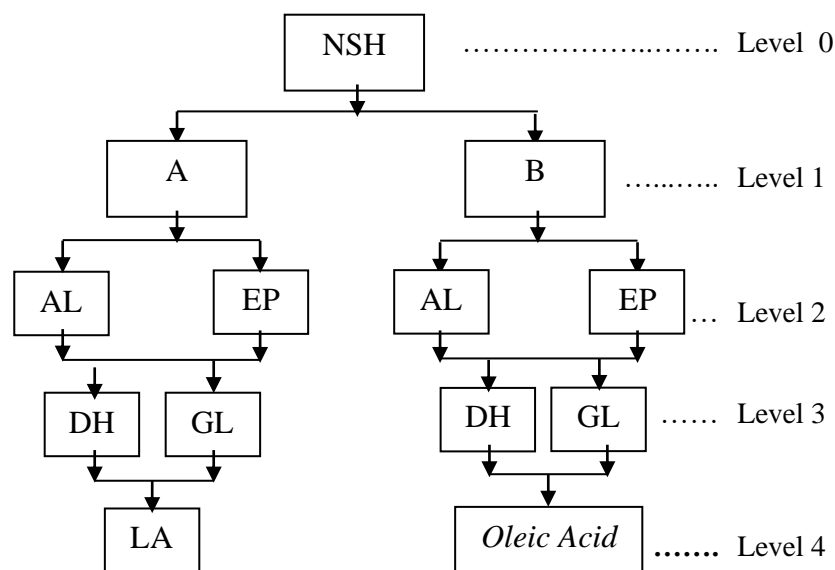 NSH ………………..……. Level 0
A B …...….. Level 1
AL EP AL EP … Level 2
DH GL DH GL …… Level 3
LA Oleic Acid ……. Level 4